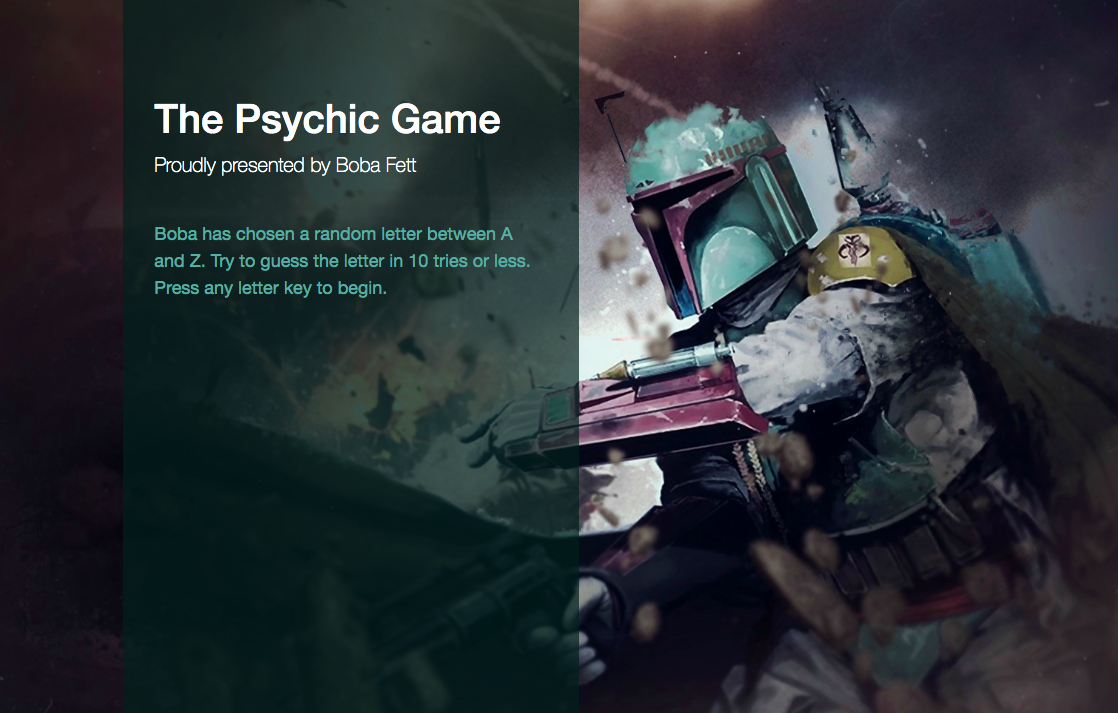 The Psychic Game
Proudly presented by Boba Fett
Boba has chosen a random letter between A
and Z. Try to guess the letter in 10 tries or less.
Press any letter key to begin.